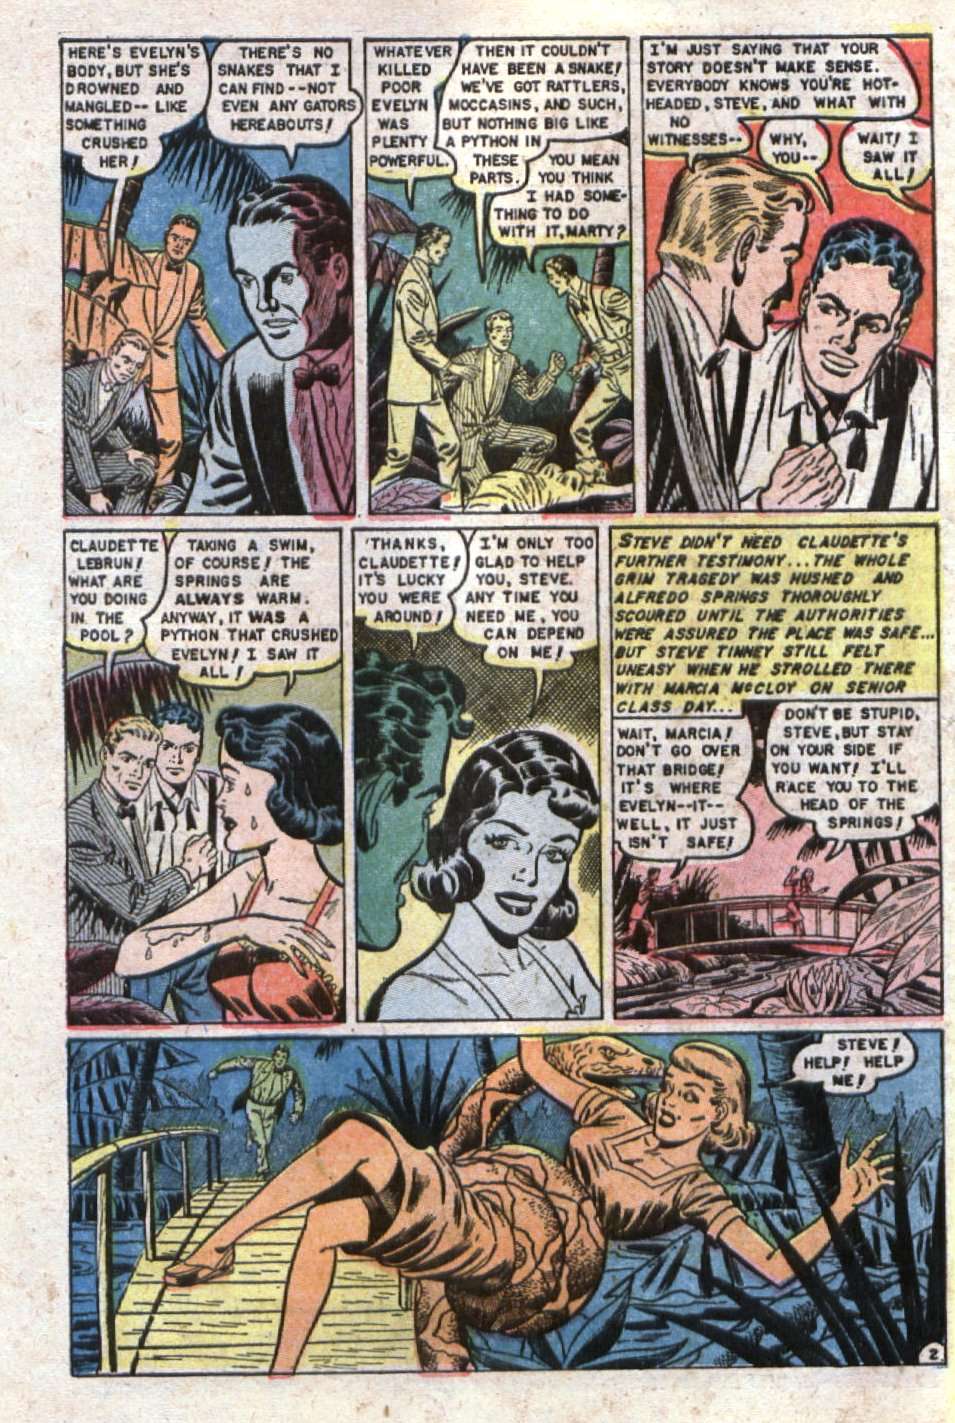 HERE'S EVELYN'S
BODY, BUT SHE'S
DROWNED AND
MANGLED-- LIKE
SOMETHING
CRUSHED
HER!
THERE'S NO
SNAKES THAT I
CAN FIND--NOT
EVEN ANY GATORS
HEREABOUTS!
WHATEVER
KILLED
POOR
EVELYN
WAS
PLENTY
POWERFUL.
THEN IT COULDN'T
HAVE BEEN A SNAKE!
WE'VE GOT RATTLERS,
MOCCASINS, AND SUCH,
BUT NOTHING BIG LIKE
A PYTHON IN
THESE
PARTS.
YOU MEAN
YOU THINK
I HAD SOME-
THING TO DO
WITH IT, MARTY?
I'M JUST SAYING THAT YOUR
STORY DOESN'T MAKE SENSE.
EVERYBODY KNOWS YOU'RE HOT-
HEADED, STEVE, AND WHAT WITH
NO
WITNESSES--
WHY,
YOU--
WAIT! I
SAW IT
ALL!
CLAUDETTE
LEBRUN!
WHAT ARE
YOU DOING
IN THE
POOL?
TAKING A SWIM,
OF COURSE! THE
SPRINGS ARE
ALWAYS WARM.
ANYWAY, IT WAS A
PYTHON THAT CRUSHED
EVELYN! I SAW IT
ALL!
'THANKS,
CLAUDETTE!
IT'S LUCKY
YOU WERE
AROUND!
I'M ONLY TOO
GLAD TO HELP
YOU, STEVE.
ANY TIME YOU
NEED ME, YOU
CAN DEPEND
ON ME!
STEVE DIDN'T NEED CLAUDETTE'S
FURTHER TESTIMONY... THE WHOLE
GRIM TRAGEDY WAS HUSHED AND
ALFREDO SPRINGS THOROUGHLY
SCOURED UNTIL THE AUTHORITIES
WERE ASSURED THE PLACE WAS SAFE...
BUT STEVE TINNEY STILL FELT
UNEASY WHEN HE STROLLED THERE
WITH MARCIA McCLOY ON SENIOR
CLASS DAY...
WAIT, MARCIA!
DON'T GO OVER
THAT BRIDGE!
IT'S WHERE
EVELYN--IT--
WELL, IT JUST
ISN'T SAFE!
DON'T BE STUPID,
STEVE, BUT STAY
ON YOUR SIDE IF
YOU WANT! I'LL
RACE YOU TO THE
HEAD OF THE
SPRINGS!
STEVE!
HELP! HELP
ME!
2